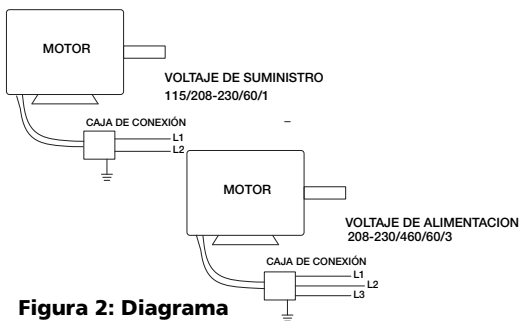 MOTOR
VOLTAJE DE SUMINISTRO
115/208-230/60/1
CAJA DE CONEXIÓN
L1
L2
–
MOTOR
VOLTAJE DE ALIMENTACION
208-230/460/60/3
CAJA DE CONEXIÓN
L1
L2
L3
Figura 2: Diagrama